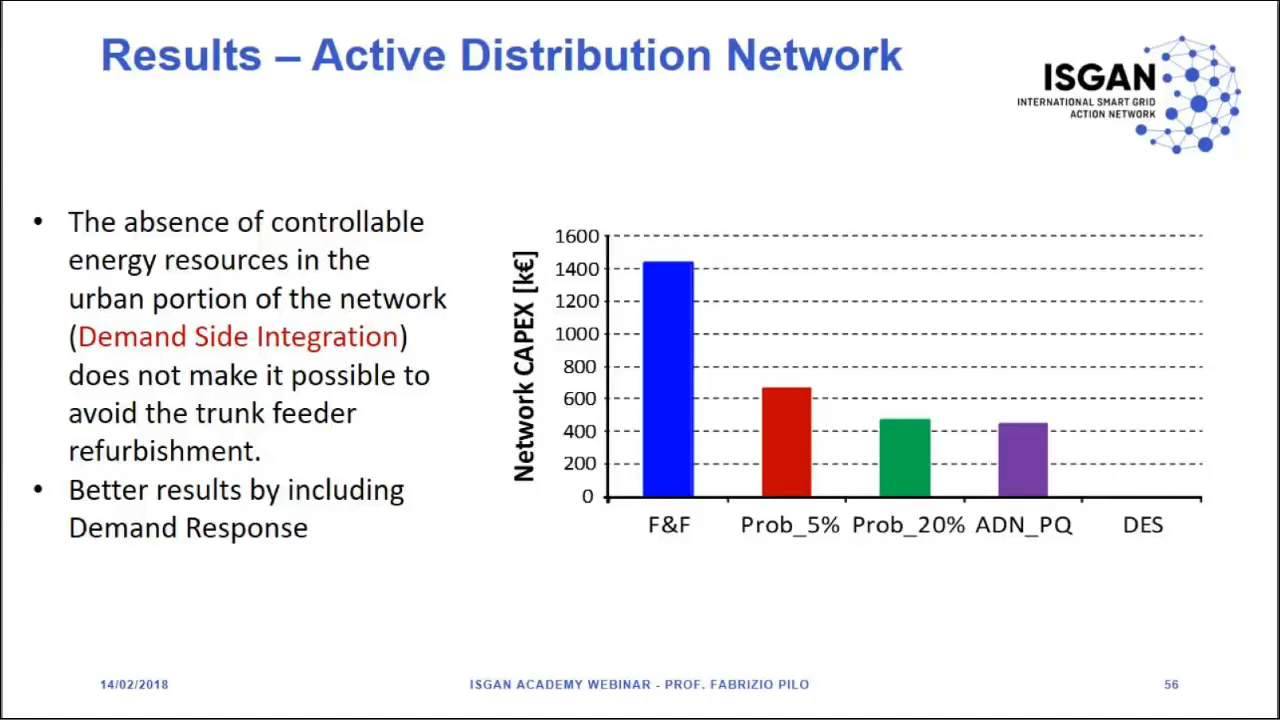 Results – Active Distribution Network
ISGAN
INTERNATIONAL SMART GRID
ACTION NETWORK
• The absence of controllable
energy resources in the
urban portion of the network
(Demand Side Integration)
does not make it possible to
avoid the trunk feeder
refurbishment.
• Better results by including
Demand Response
Network CAPEX [k€]
1600
1400
1200
1000
800
600
400
200
0
F&F Prob_5% Prob_20% ADN_PQ DES
14/02/2018 ISGAN ACADEMY WEBINAR - PROF. FABRIZIO PILO 56